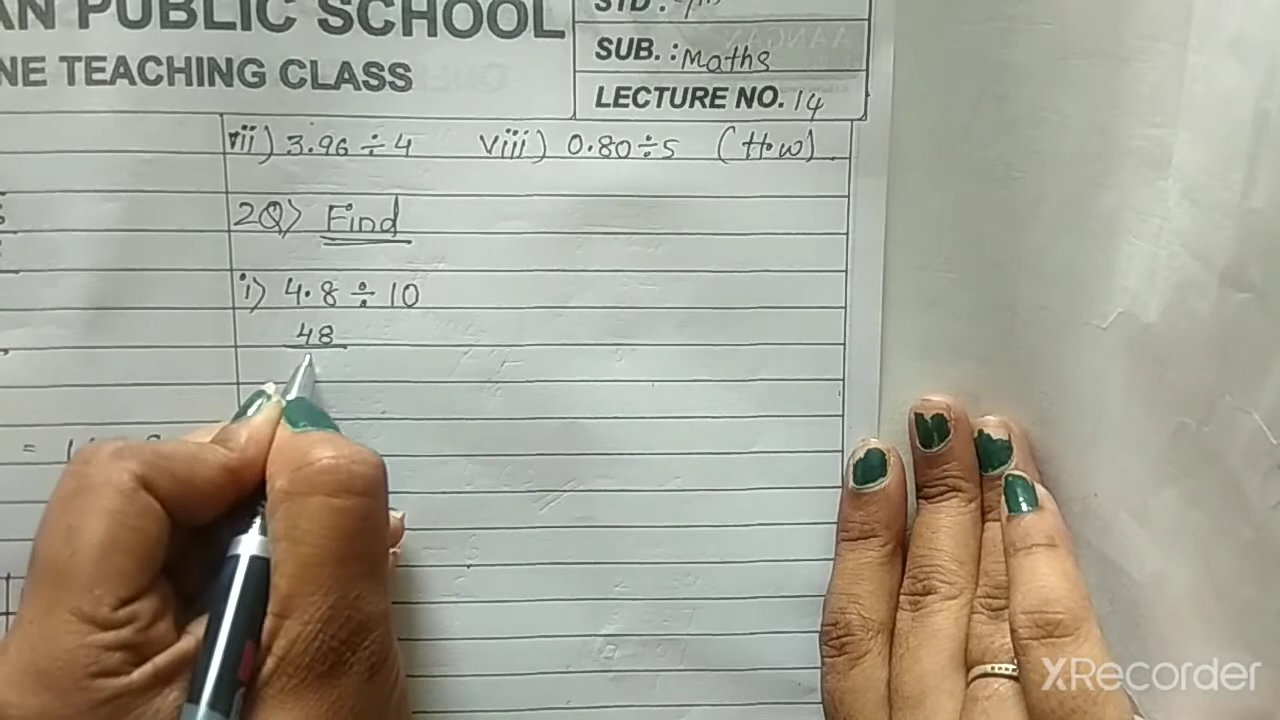 AN PUBLIC SCHOOL
NE TEACHING CLASS
STD :
SUB. : Maths
LECTURE NO. 14
vii) 3.96 ÷ 4 viii) 0.80 ÷ 5 (H.w)
2Q> Find
i) 4.8 ÷ 10
48
=
XRecorder